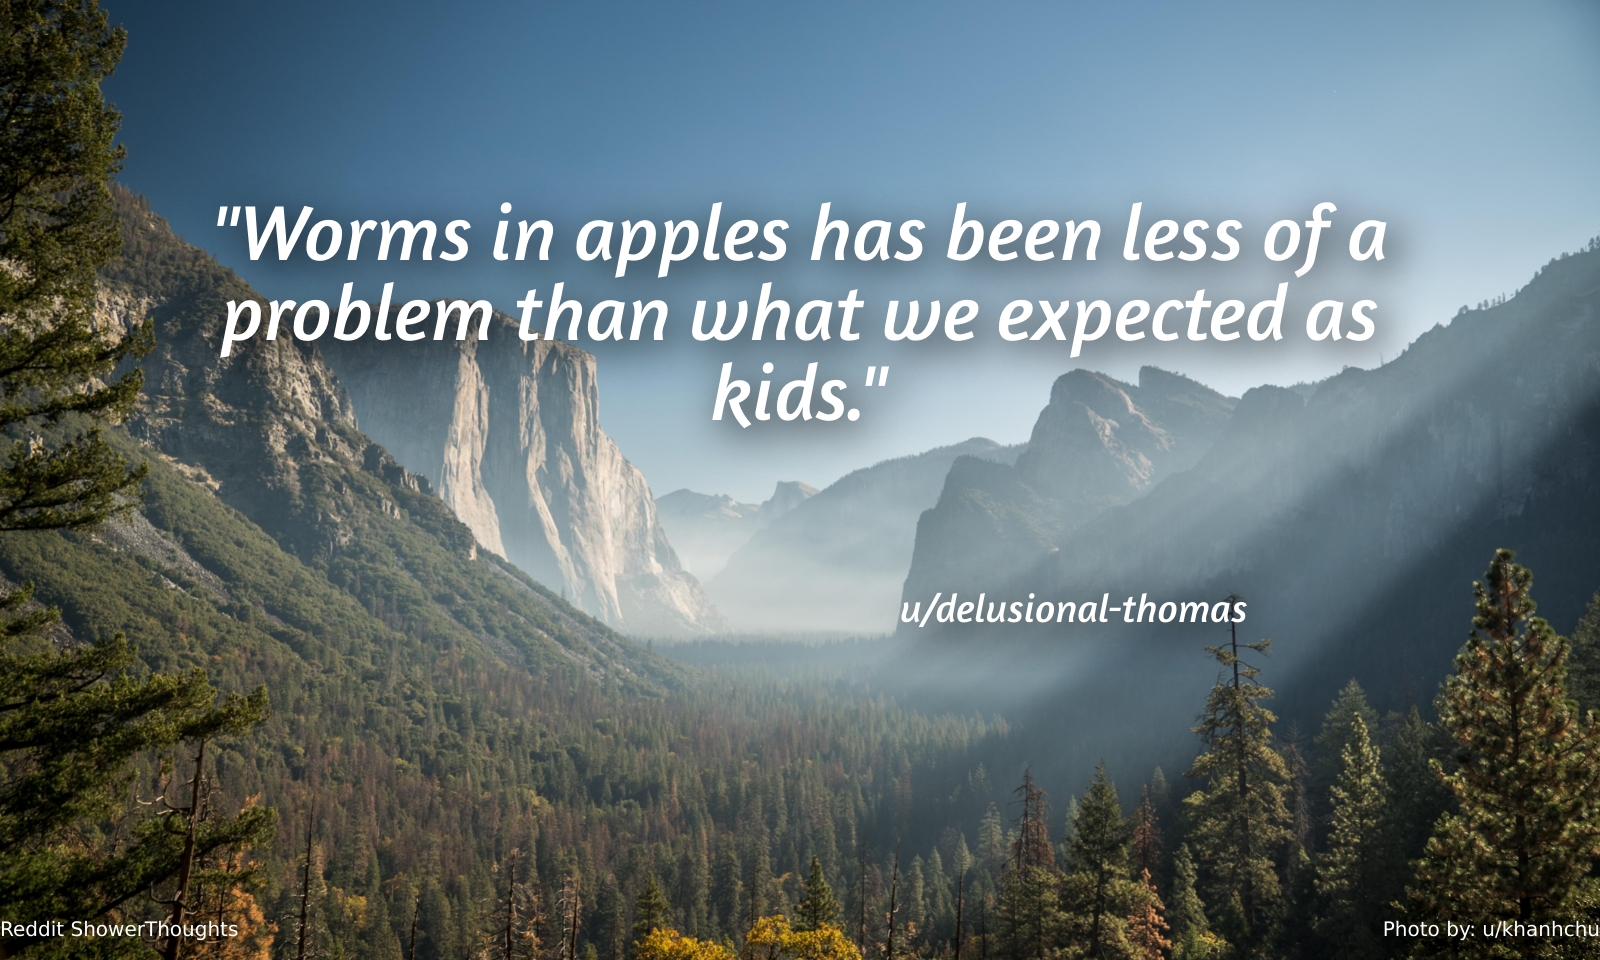 "Worms in apples has been less of a
problem than what we expected as
kids."
u/delusional-thomas
Reddit ShowerThoughts
Photo by: u/khanhchu